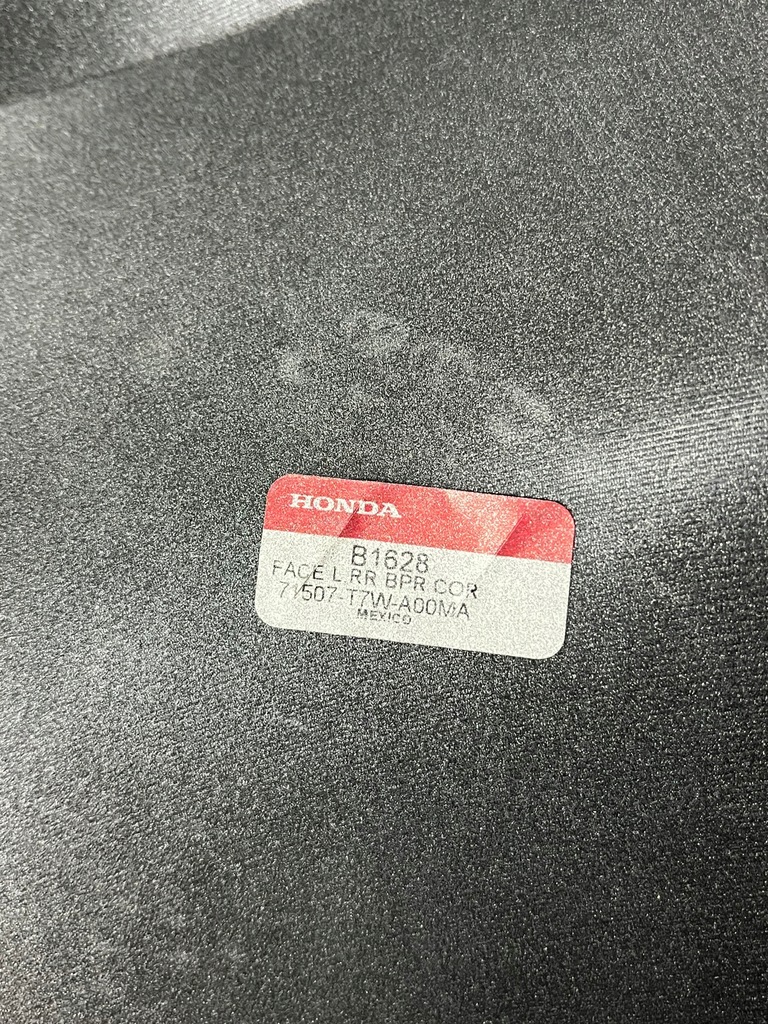 HONDA
B1628
FACE L RR BPR COR
71507-T7W-A00MA
MEXICO